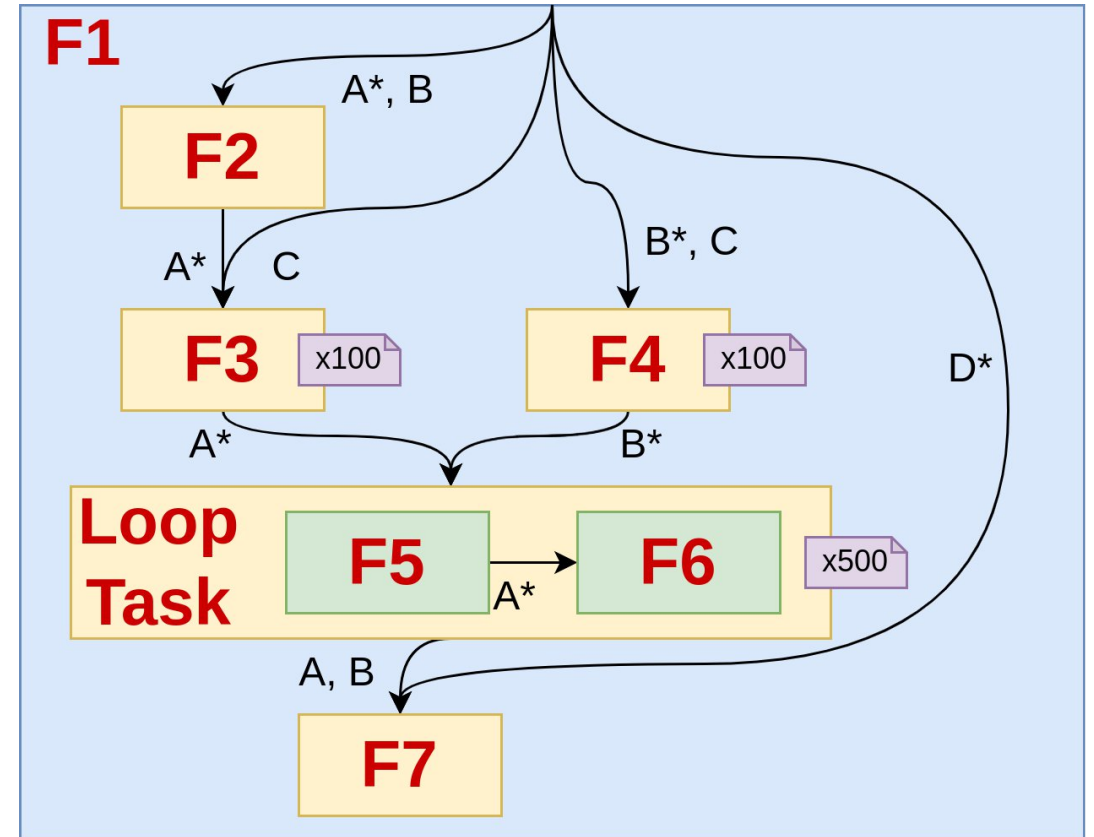 F1
A*, B
F2
B*, C
A*
C
F3
x100
F4
x100
D*
A*
B*
Loop
Task
F5
F6
x500
A*
A, B
F7